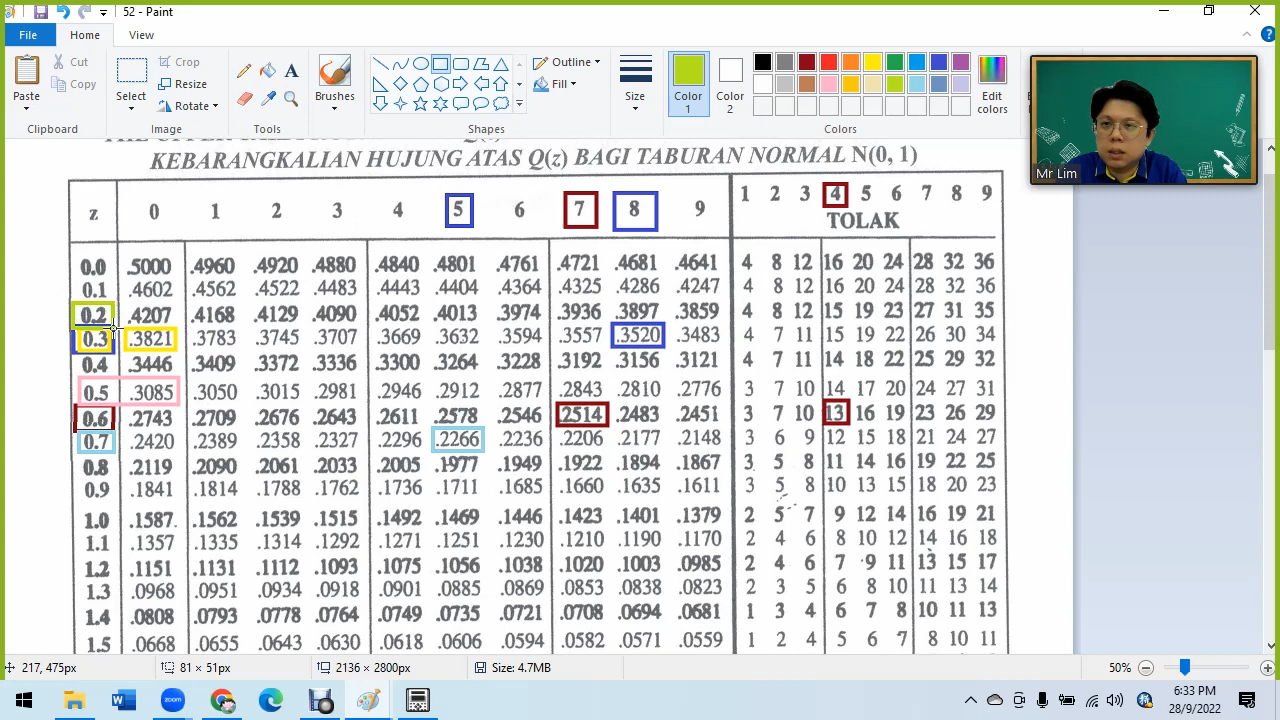 52 - Paint
File Home View
Paste Cut Copy Select Crop Resize Rotate Brushes Outline Fill Size Color 1 Color 2 Edit colors
Clipboard Image Tools Shapes Colors
Mr Lim
KEBARANGKALIAN HUJUNG ATAS Q(z) BAGI TABURAN NORMAL N(0, 1)
z 0 1 2 3 4 5 6 7 8 9 1 2 3 4 5 6 7 8 9
TOLAK
0.0 .5000 .4960 .4920 .4880 .4840 .4801 .4761 .4721 .4681 .4641 4 8 12 16 20 24 28 32 36
0.1 .4602 .4562 .4522 .4483 .4443 .4404 .4364 .4325 .4286 .4247 4 8 12 16 20 24 28 32 36
0.2 .4207 .4168 .4129 .4090 .4052 .4013 .3974 .3936 .3897 .3859 4 8 12 15 19 23 27 31 35
0.3 .3821 .3783 .3745 .3707 .3669 .3632 .3594 .3557 .3520 .3483 4 7 11 15 19 22 26 30 34
0.4 .3446 .3409 .3372 .3336 .3300 .3264 .3228 .3192 .3156 .3121 4 7 11 14 18 22 25 29 32
0.5 .3085 .3050 .3015 .2981 .2946 .2912 .2877 .2843 .2810 .2776 3 7 10 14 17 20 24 27 31
0.6 .2743 .2709 .2676 .2643 .2611 .2578 .2546 .2514 .2483 .2451 3 7 10 13 16 19 23 26 29
0.7 .2420 .2389 .2358 .2327 .2296 .2266 .2236 .2206 .2177 .2148 3 6 9 12 15 18 21 24 27
0.8 .2119 .2090 .2061 .2033 .2005 .1977 .1949 .1922 .1894 .1867 3 5 8 11 14 16 19 22 25
0.9 .1841 .1814 .1788 .1762 .1736 .1711 .1685 .1660 .1635 .1611 3 5 8 10 13 15 18 20 23
1.0 .1587 .1562 .1539 .1515 .1492 .1469 .1446 .1423 .1401 .1379 2 5 7 9 12 14 16 19 21
1.1 .1357 .1335 .1314 .1292 .1271 .1251 .1230 .1210 .1190 .1170 2 4 6 8 10 12 14 16 18
1.2 .1151 .1131 .1112 .1093 .1075 .1056 .1038 .1020 .1003 .0985 2 4 6 7 9 11 13 15 17
1.3 .0968 .0951 .0934 .0918 .0901 .0885 .0869 .0853 .0838 .0823 2 3 5 6 8 10 11 13 14
1.4 .0808 .0793 .0778 .0764 .0749 .0735 .0721 .0708 .0694 .0681 1 3 4 6 7 8 10 11 13
1.5 .0668 .0655 .0643 .0630 .0618 .0606 .0594 .0582 .0571 .0559 1 2 4 5 6 7 8 10 11
217, 475px 81 × 51px 2136 × 2800px Size: 4.7MB 50%
zoom
6:33 PM
28/9/2022